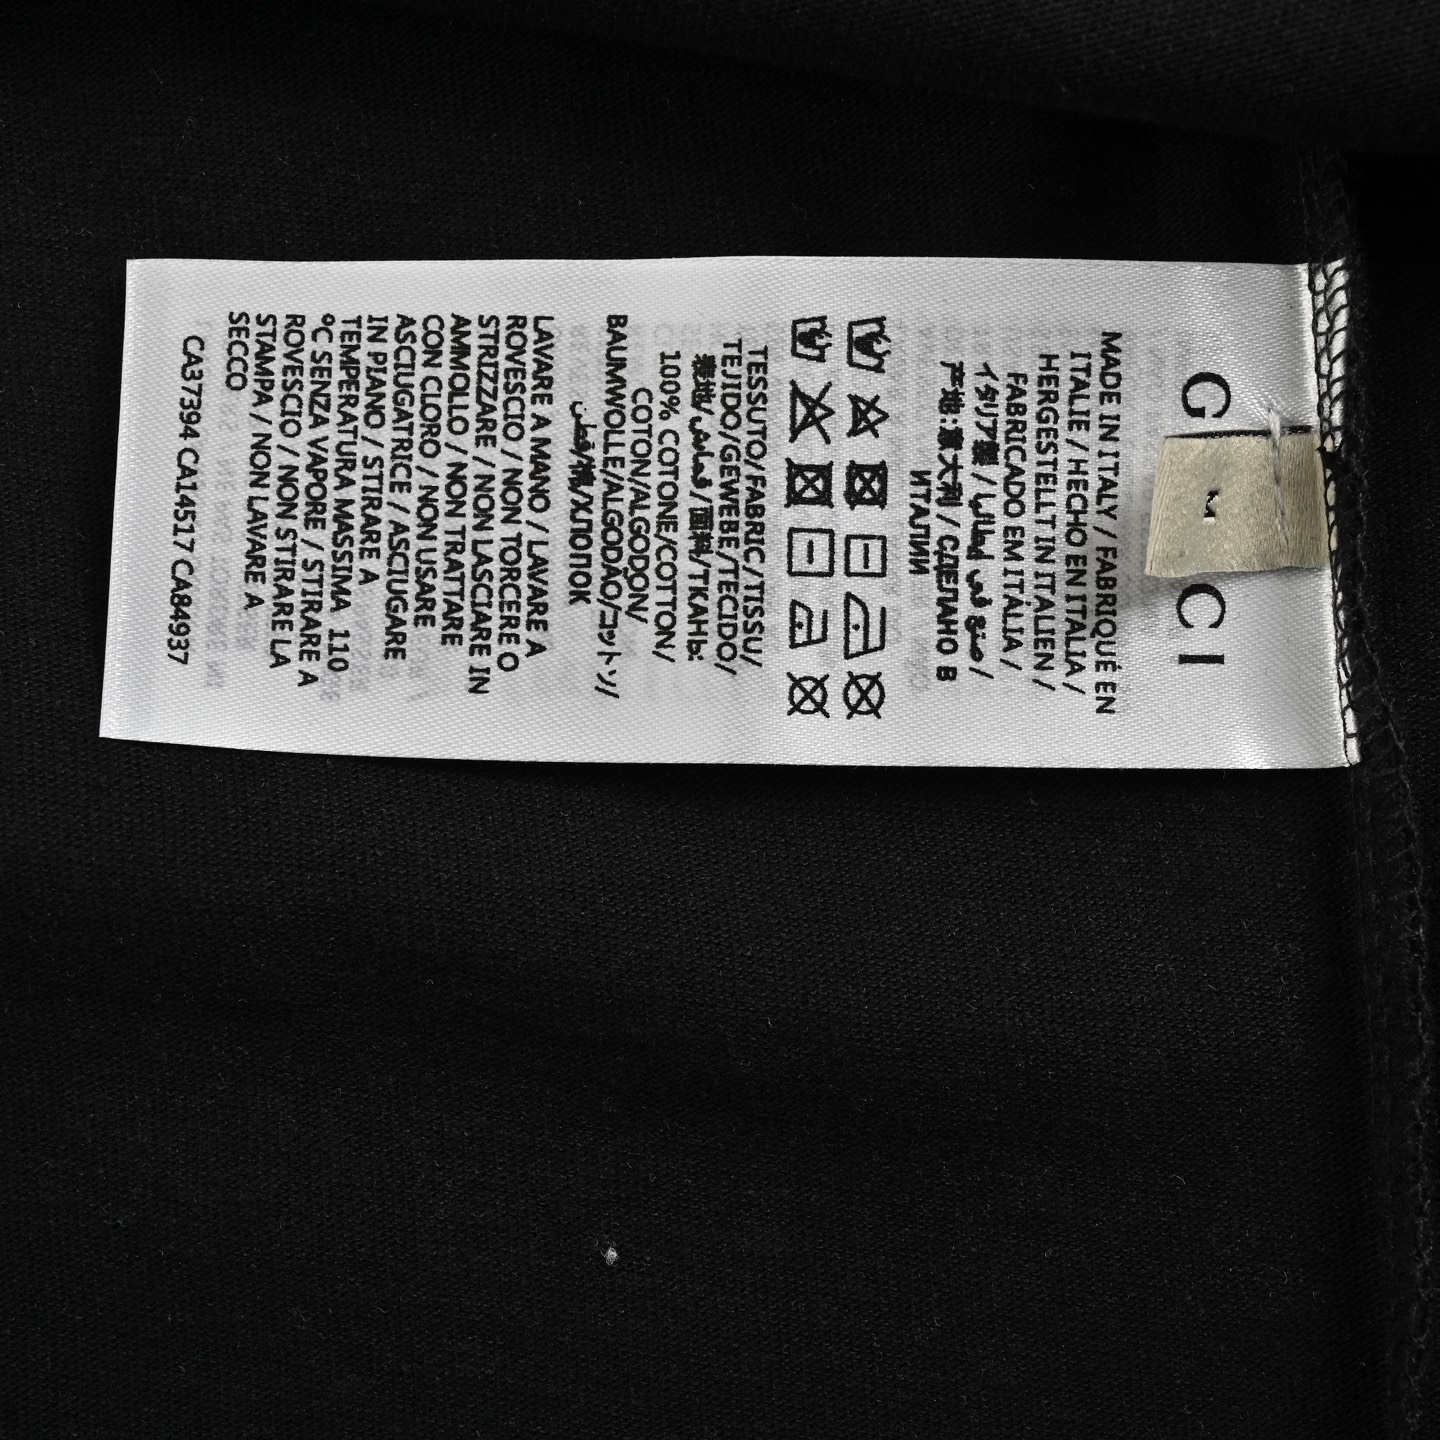 G CI
M
MADE IN ITALY / FABRIQUÉ EN
ITALIE / HECHO EN ITALIA /
HERGESTELLT IN ITALIEN /
FABRICADO EM ITÁLIA /
イタリア製 / صنع في إيطاليا /
产地:意大利 / СДЕЛАНО В
ИТАЛИИ
TESSUTO/FABRIC/TISSU/
TEJIDO/GEWEBE/TECIDO/
表地/قماش/面料/ТКАНЬ:
100% COTONE/COTTON/
COTON/ALGODON/
BAUMWOLLE/ALGODÃO/コットン/
قطن/棉/ХЛОПОК
LAVARE A MANO / LAVARE A
ROVESCIO / NON TORCERE O
STRIZZARE / NON LASCIARE IN
AMMOLLO / NON TRATTARE
CON CLORO / NON USARE
ASCIUGATRICE / ASCIUGARE
IN PIANO / STIRARE A
TEMPERATURA MASSIMA 110
°C SENZA VAPORE / STIRARE A
ROVESCIO / NON STIRARE LA
STAMPA / NON LAVARE A
SECCO
CA37394 CA14517 CA84937